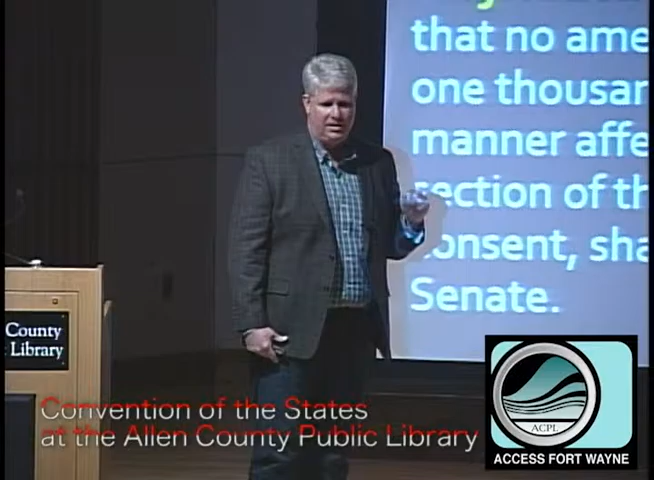 that no ame
one thousan
manner affe
section of th
consent, sha
Senate.
County
Library
Convention of the States
at the Allen County Public Library
ACPL
ACCESS FORT WAYNE